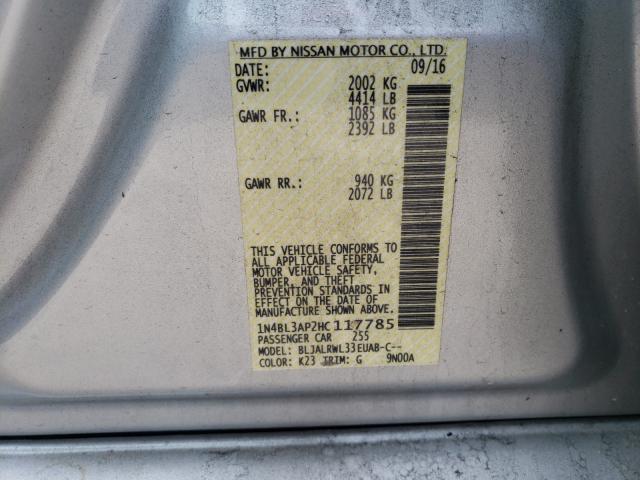 MFD BY NISSAN MOTOR CO., LTD.
DATE: 09/16
GVWR: 2002 KG
4414 LB
GAWR FR.: 1085 KG
2392 LB
GAWR RR.: 940 KG
2072 LB
THIS VEHICLE CONFORMS TO
ALL APPLICABLE FEDERAL
MOTOR VEHICLE SAFETY,
BUMPER, AND THEFT
PREVENTION STANDARDS IN
EFFECT ON THE DATE OF
MANUFACTURE SHOWN ABOVE.
1N4BL3AP2HC117785
PASSENGER CAR 255
MODEL: BLJALRWL33EUAB-C--
COLOR: K23 TRIM: G 9N00A